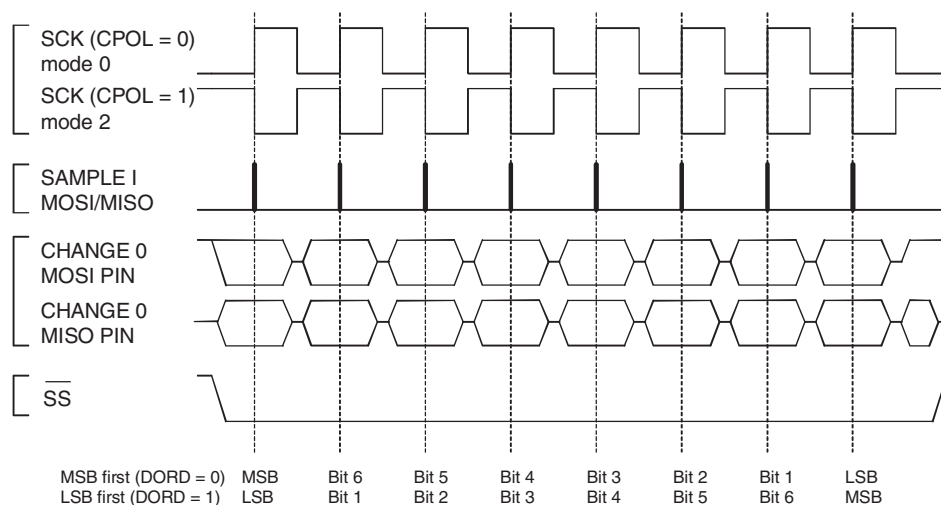 SCK (CPOL = 0)
mode 0
SCK (CPOL = 1)
mode 2
SAMPLE I
MOSI/MISO
CHANGE 0
MOSI PIN
CHANGE 0
MISO PIN
SS
MSB first (DORD = 0) MSB Bit 6 Bit 5 Bit 4 Bit 3 Bit 2 Bit 1 LSB
LSB first (DORD = 1) LSB Bit 1 Bit 2 Bit 3 Bit 4 Bit 5 Bit 6 MSB